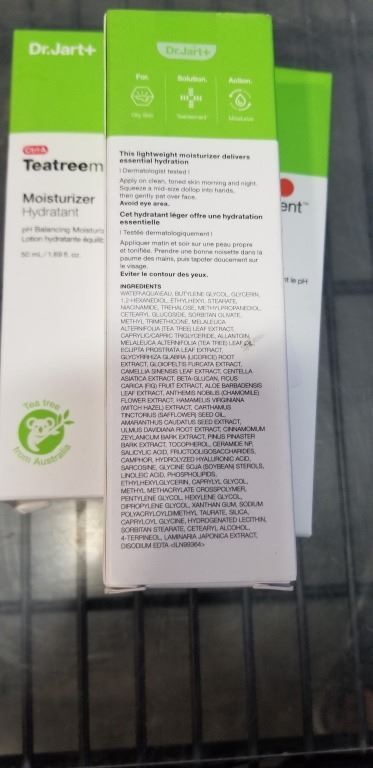 Dr.Jart+
Ctrl-A
Teatreem
Moisturizer
Hydratant
pH Balancing Moisturiz
Lotion hydratante équilib
50 mL / 1.69 fl. oz.
Tea tree
from Australia
Dr.Jart+
For. Solution. Action.
Oily Skin Teatreement™ Moisturize
This lightweight moisturizer delivers
essential hydration
| Dermatologist tested |
Apply on clean, toned skin morning and night.
Squeeze a mid-size dollop into hands,
then gently pat over face.
Avoid eye area.
Cet hydratant léger offre une hydratation
essentielle
| Testée dermatologiquement |
Appliquer matin et soir sur une peau propre
et tonifiée. Prendre une bonne noisette dans la
paume des mains, puis tapoter doucement sur
le visage.
Eviter le contour des yeux.
INGREDIENTS
WATER\AQUA\EAU, BUTYLENE GLYCOL, GLYCERIN,
1,2-HEXANEDIOL, ETHYLHEXYL STEARATE,
NIACINAMIDE, TREHALOSE, METHYLPROPANEDIOL,
CETEARYL GLUCOSIDE, SORBITAN OLIVATE,
METHYL TRIMETHICONE, MELALEUCA
ALTERNIFOLIA (TEA TREE) LEAF EXTRACT,
CAPRYLIC/CAPRIC TRIGLYCERIDE, ALLANTOIN,
MELALEUCA ALTERNIFOLIA (TEA TREE) LEAF OIL,
ECLIPTA PROSTRATA LEAF EXTRACT,
GLYCYRRHIZA GLABRA (LICORICE) ROOT
EXTRACT, GLOIOPELTIS FURCATA EXTRACT,
CAMELLIA SINENSIS LEAF EXTRACT, CENTELLA
ASIATICA EXTRACT, BETA-GLUCAN, FICUS
CARICA (FIG) FRUIT EXTRACT, ALOE BARBADENSIS
LEAF EXTRACT, ANTHEMIS NOBILIS (CHAMOMILE)
FLOWER EXTRACT, HAMAMELIS VIRGINIANA
(WITCH HAZEL) EXTRACT, CARTHAMUS
TINCTORIUS (SAFFLOWER) SEED OIL,
AMARANTHUS CAUDATUS SEED EXTRACT,
ULMUS DAVIDIANA ROOT EXTRACT, CINNAMOMUM
ZEYLANICUM BARK EXTRACT, PINUS PINASTER
BARK EXTRACT, TOCOPHEROL, CERAMIDE NP,
SALICYLIC ACID, FRUCTOOLIGOSACCHARIDES,
CAMPHOR, HYDROLYZED HYALURONIC ACID,
SARCOSINE, GLYCINE SOJA (SOYBEAN) STEROLS,
LINOLEIC ACID, PHOSPHOLIPIDS,
ETHYLHEXYLGLYCERIN, CAPRYLYL GLYCOL,
METHYL METHACRYLATE CROSSPOLYMER,
PENTYLENE GLYCOL, HEXYLENE GLYCOL,
DIPROPYLENE GLYCOL, XANTHAN GUM, SODIUM
POLYACRYLOYLDIMETHYL TAURATE, SILICA,
CAPRYLOYL GLYCINE, HYDROGENATED LECITHIN,
SORBITAN STEARATE, CETEARYL ALCOHOL,
4-TERPINEOL, LAMINARIA JAPONICA EXTRACT,
DISODIUM EDTA <ILN99364>
ent™
nt le pH